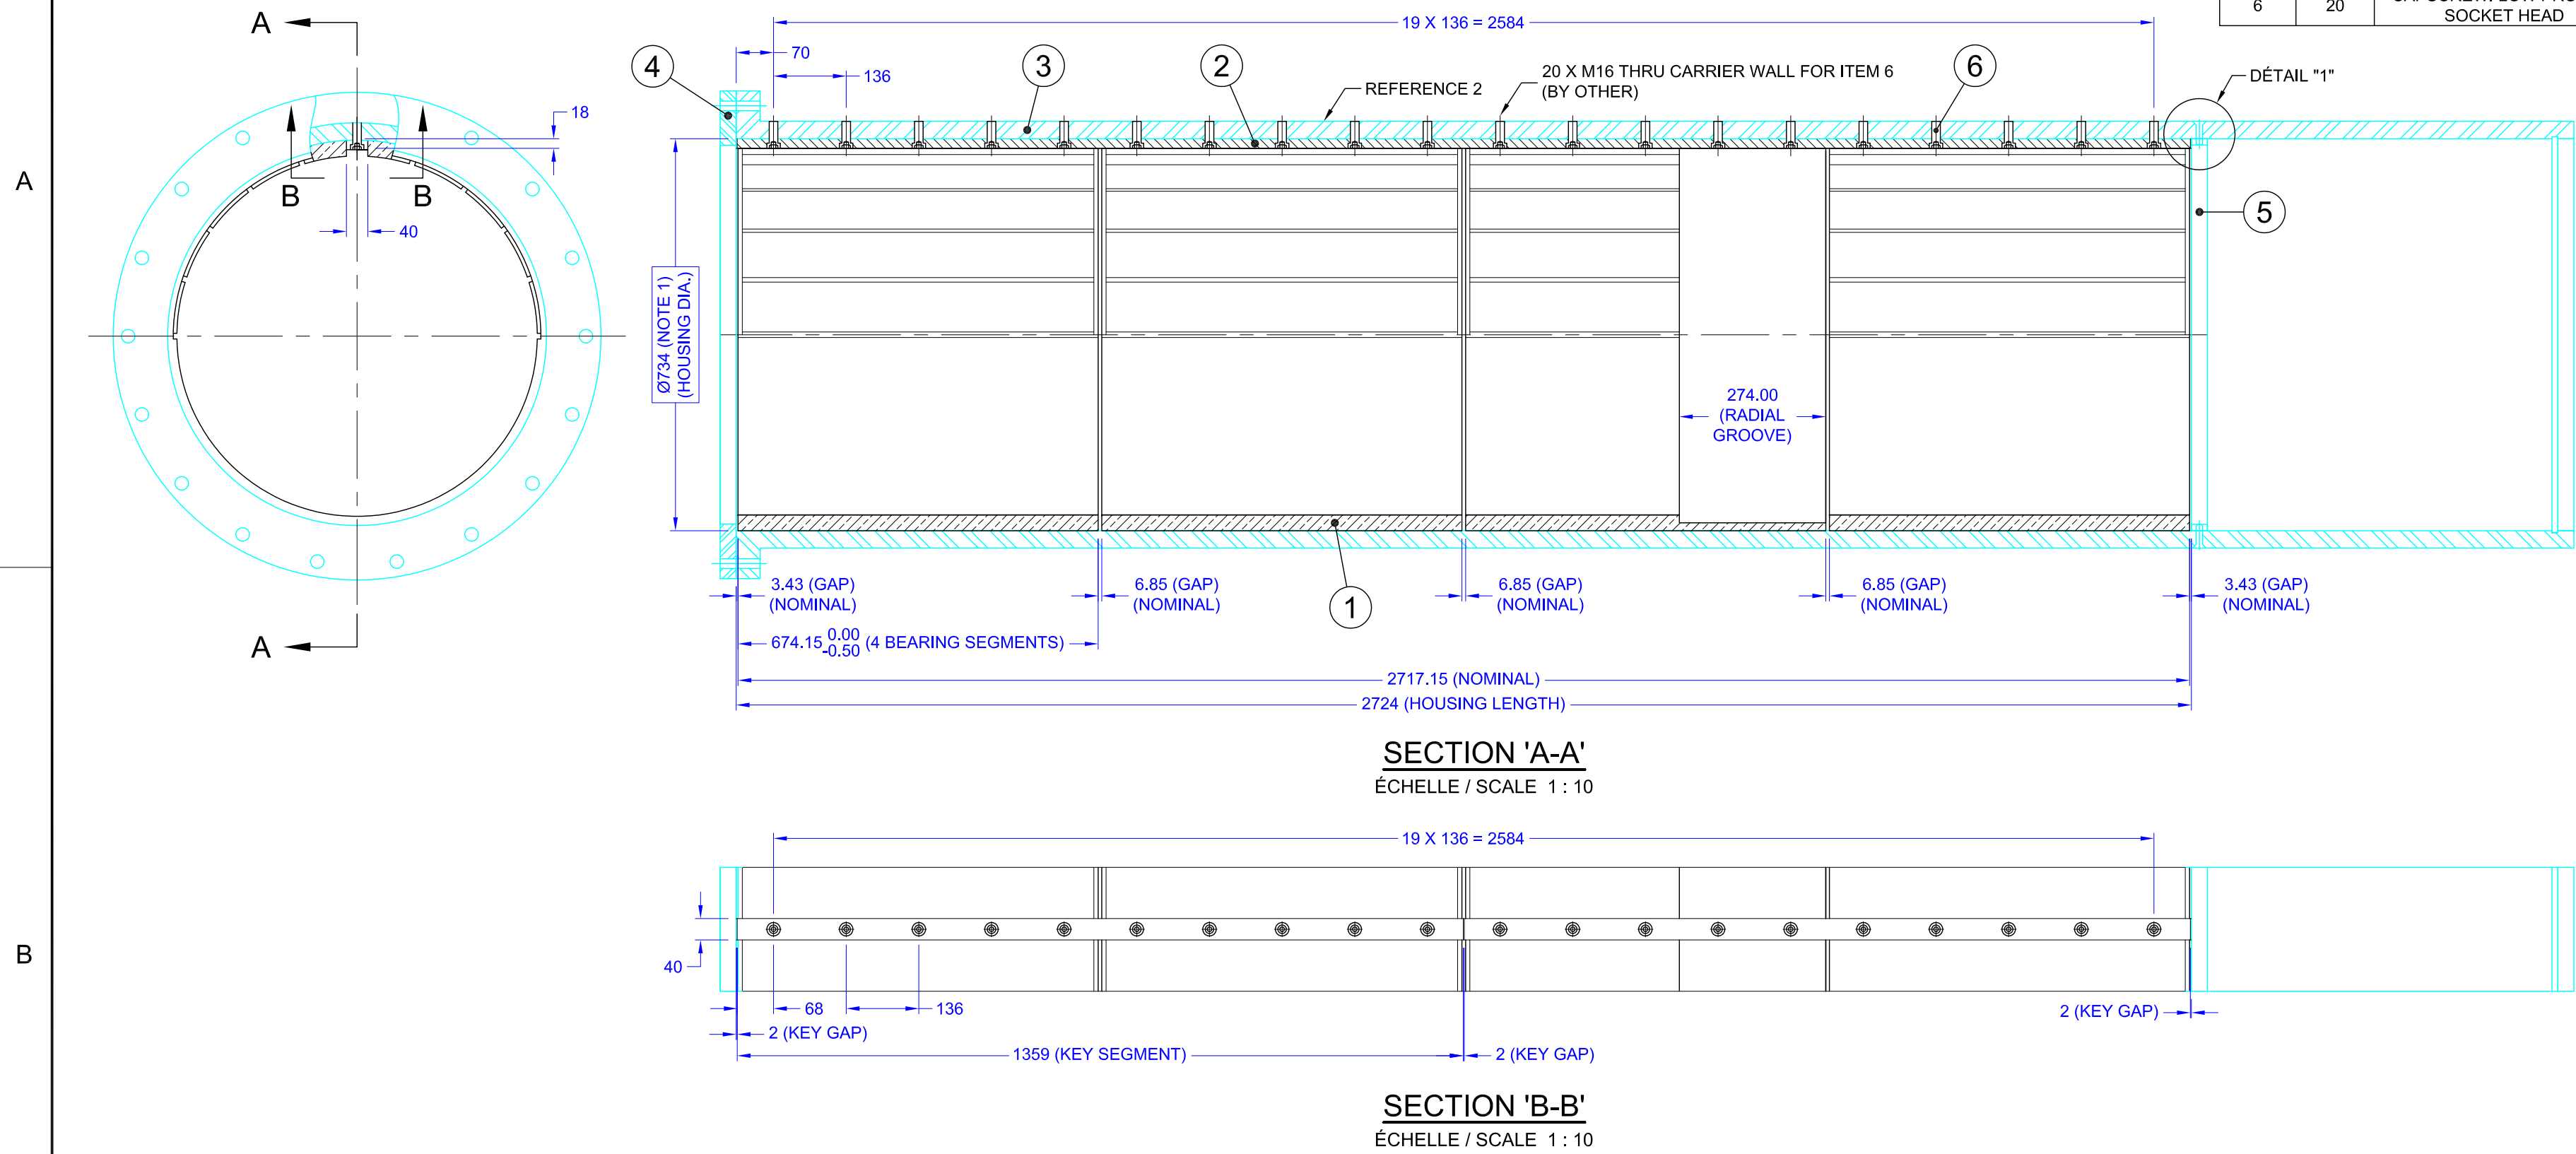 A
A
19 X 136 = 2584
6
20
SOCKET HEAD
70
136
4
3
2
20 X M16 THRU CARRIER WALL FOR ITEM 6
(BY OTHER)
REFERENCE 2
6
DÉTAIL "1"
18
B
B
40
5
Ø734 (NOTE 1)
(HOUSING DIA.)
274.00
(RADIAL
GROOVE)
3.43 (GAP)
(NOMINAL)
6.85 (GAP)
(NOMINAL)
1
6.85 (GAP)
(NOMINAL)
6.85 (GAP)
(NOMINAL)
3.43 (GAP)
(NOMINAL)
A
674.15 0.00 -0.50 (4 BEARING SEGMENTS)
2717.15 (NOMINAL)
2724 (HOUSING LENGTH)
SECTION 'A-A'
ÉCHELLE / SCALE 1 : 10
B
19 X 136 = 2584
40
68
136
2 (KEY GAP)
2 (KEY GAP)
1359 (KEY SEGMENT)
2 (KEY GAP)
SECTION 'B-B'
ÉCHELLE / SCALE 1 : 10